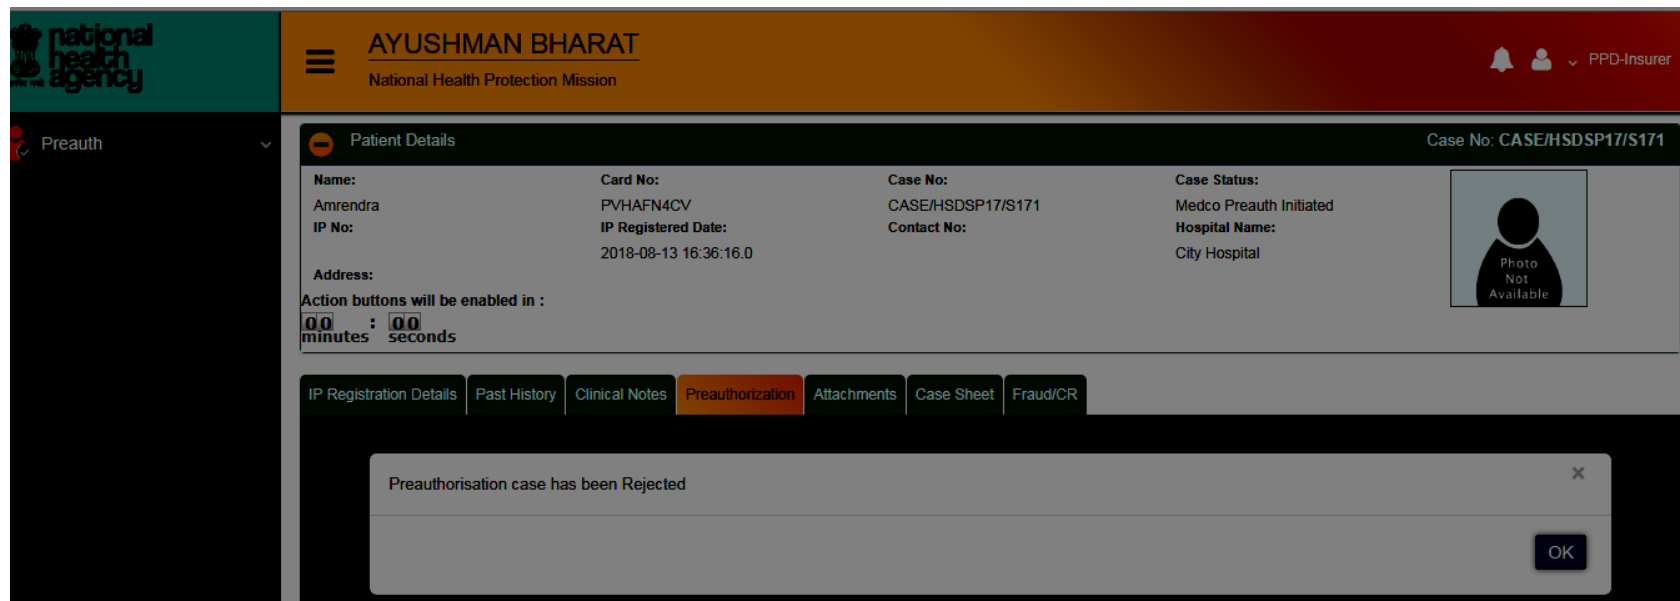 national
health
agency
AYUSHMAN BHARAT
National Health Protection Mission
PPD-Insurer
Preauth
Patient Details
Case No: CASE/HSDSP17/S171
Name: Card No: Case No: Case Status:
Amrendra PVHAFN4CV CASE/HSDSP17/S171 Medco Preauth Initiated
IP No: IP Registered Date: Contact No: Hospital Name:
2018-08-13 16:36:16.0 City Hospital
Address:
Photo
Not
Available
Action buttons will be enabled in :
00 : 00
minutes seconds
IP Registration Details Past History Clinical Notes Preauthorization Attachments Case Sheet Fraud/CR
Preauthorisation case has been Rejected
×
OK